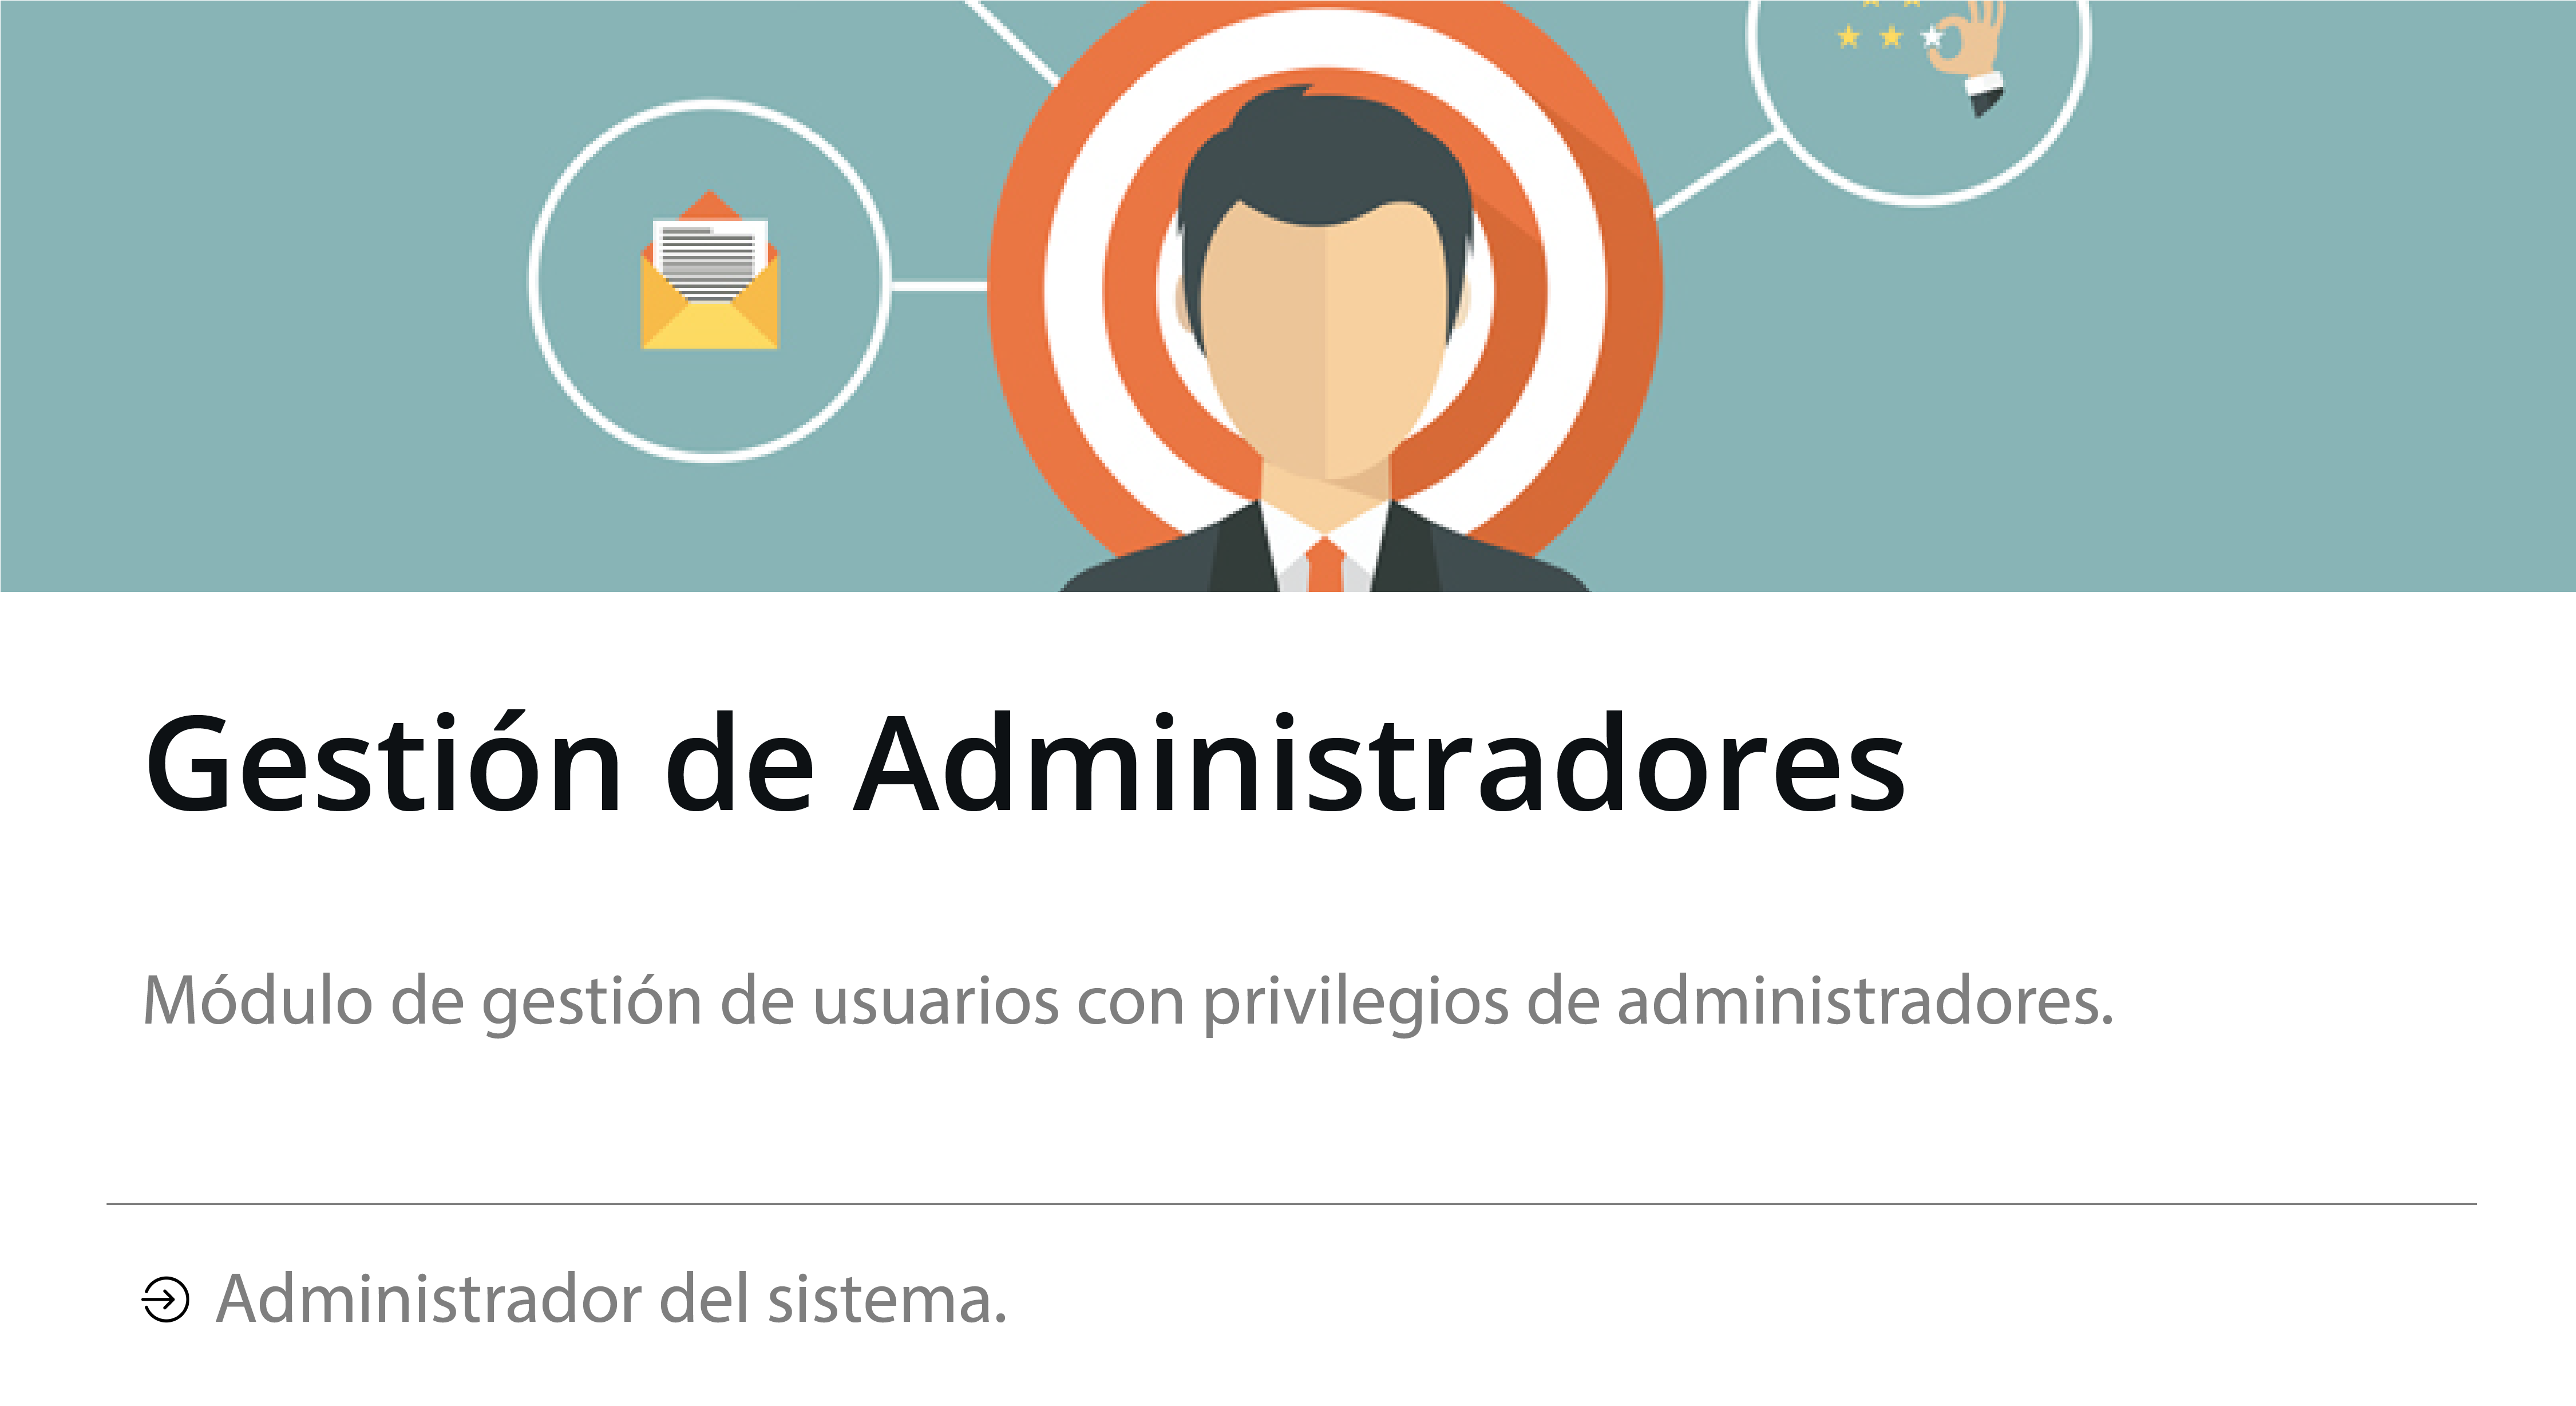 Gestión de Administradores
Módulo de gestión de usuarios con privilegios de administradores.
Administrador del sistema.